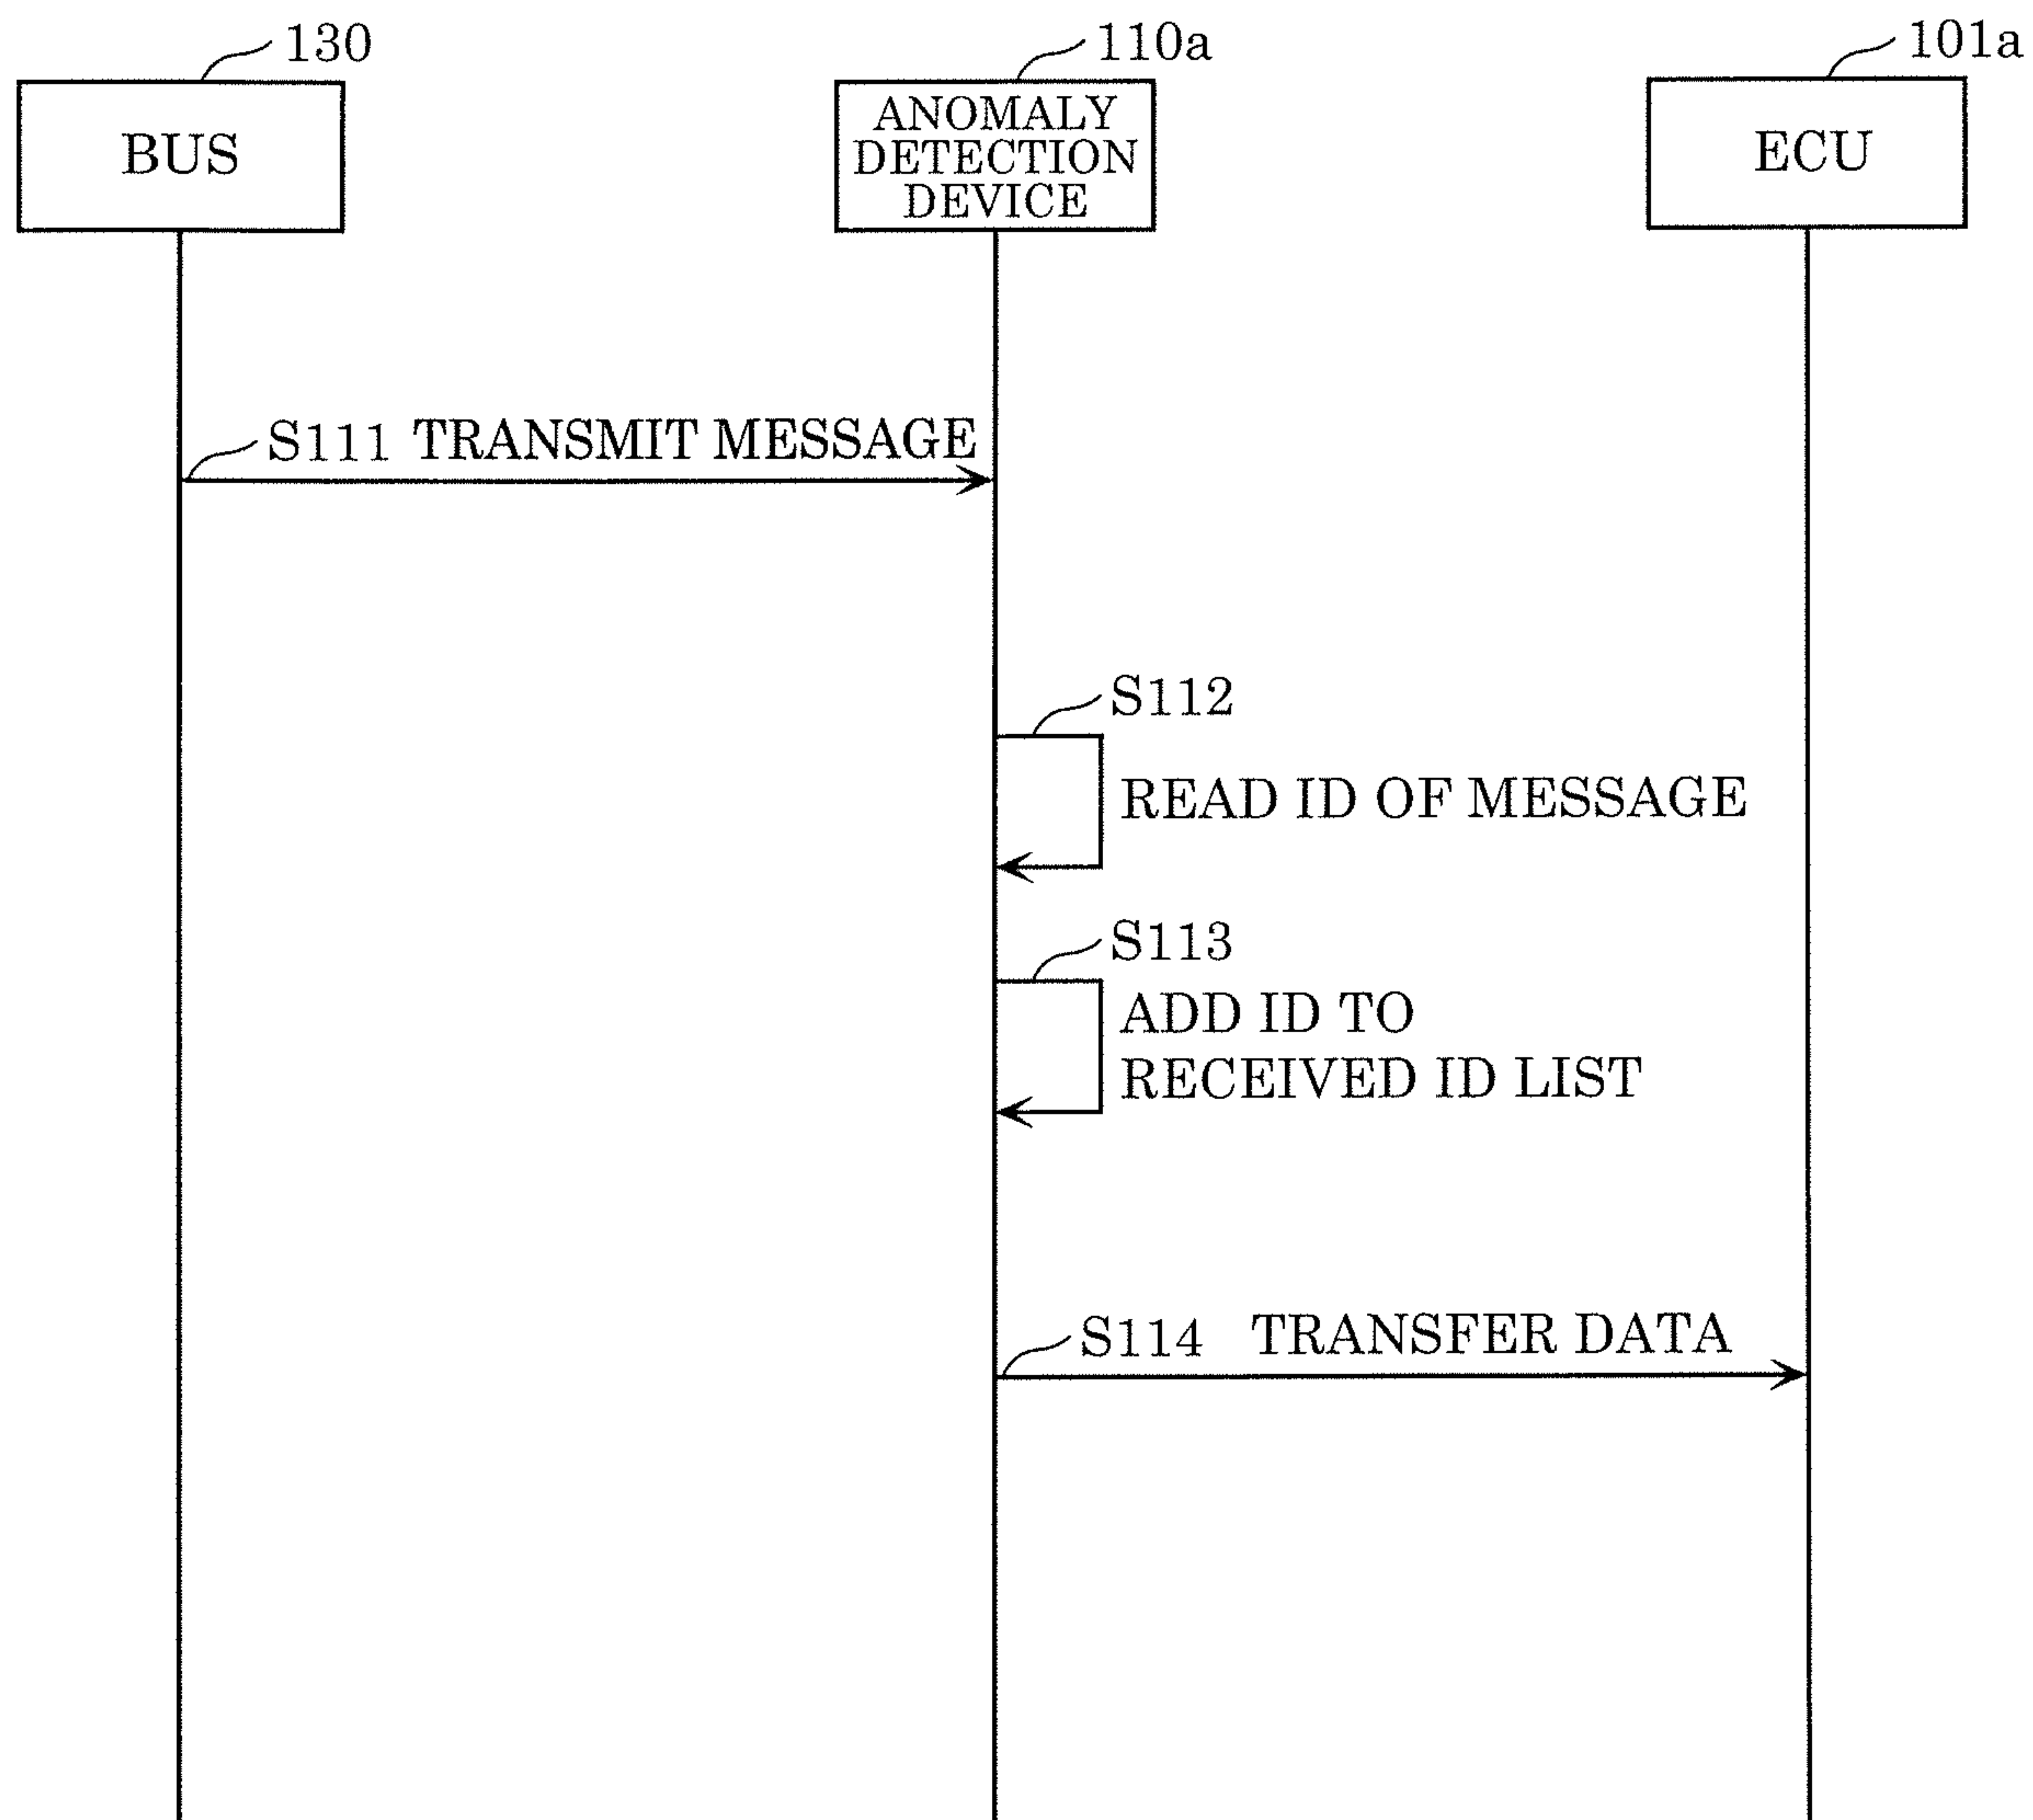 130
110a
101a
BUS
ANOMALY
DETECTION
DEVICE
ECU
S111 TRANSMIT MESSAGE
S112
READ ID OF MESSAGE
S113
ADD ID TO
RECEIVED ID LIST
S114 TRANSFER DATA